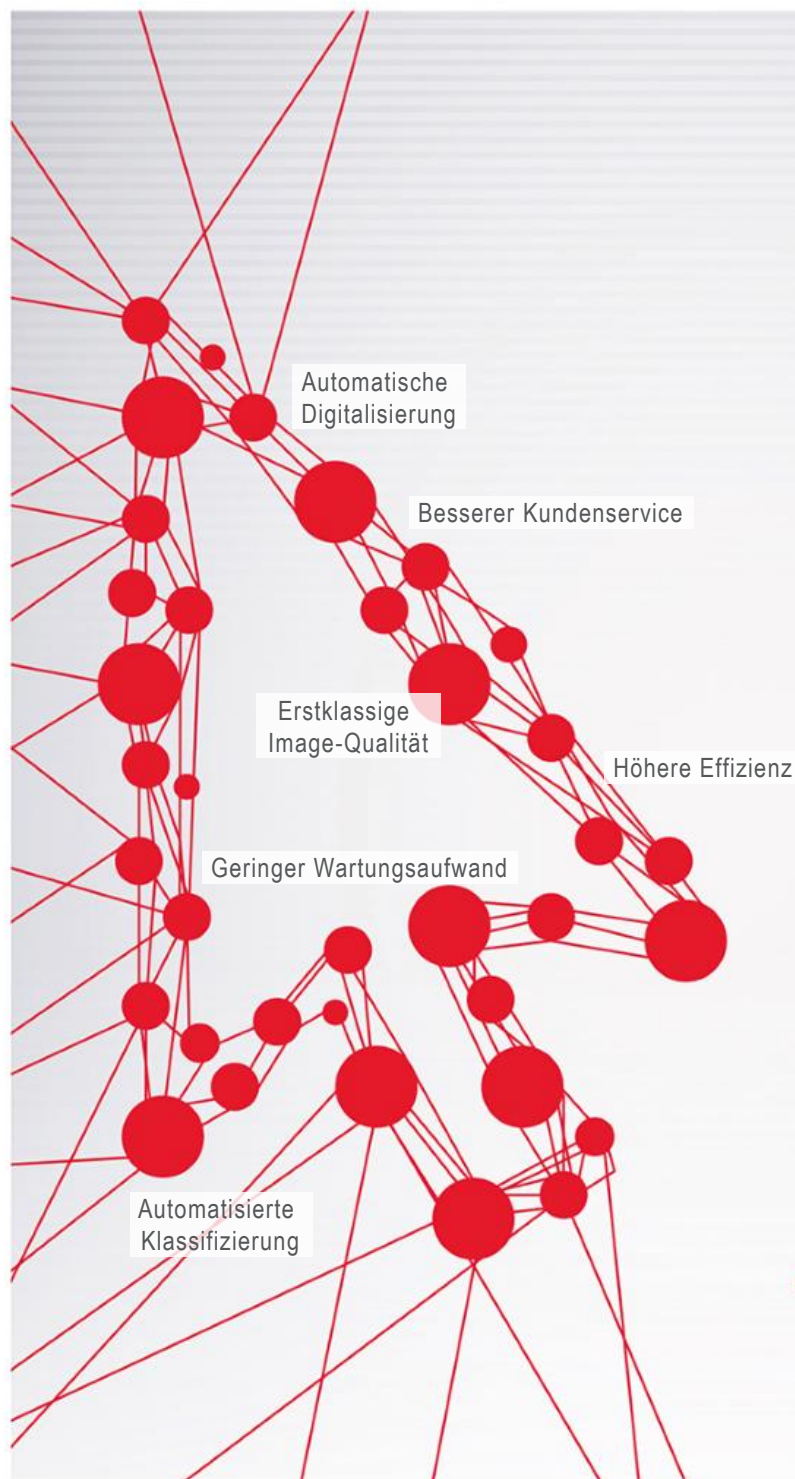 Automatische
Digitalisierung
Besserer Kundenservice
Erstklassige
Image-Qualität
Höhere Effizienz
Geringer Wartungsaufwand
Automatisierte
Klassifizierung